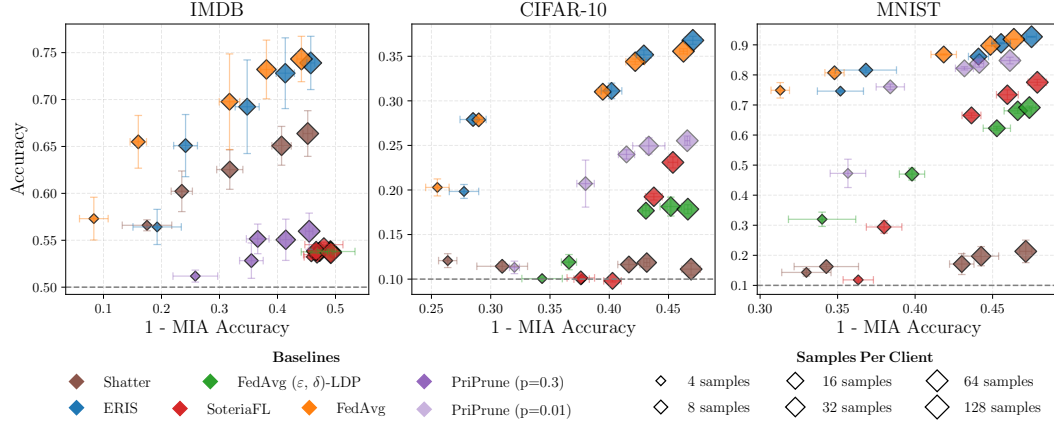 IMDB
CIFAR-10
MNIST
Accuracy
0.75
0.70
0.65
0.60
0.55
0.50
0.1
0.2
0.3
0.4
0.5
1 - MIA Accuracy
0.35
0.30
0.25
0.20
0.15
0.10
0.25
0.30
0.35
0.40
0.45
1 - MIA Accuracy
0.9
0.8
0.7
0.6
0.5
0.4
0.3
0.2
0.1
0.30
0.35
0.40
0.45
1 - MIA Accuracy
Baselines
Shatter
FedAvg (ε, δ)-LDP
PriPrune (p=0.3)
ERIS
SoteriaFL
FedAvg
PriPrune (p=0.01)
Samples Per Client
4 samples
16 samples
64 samples
8 samples
32 samples
128 samples